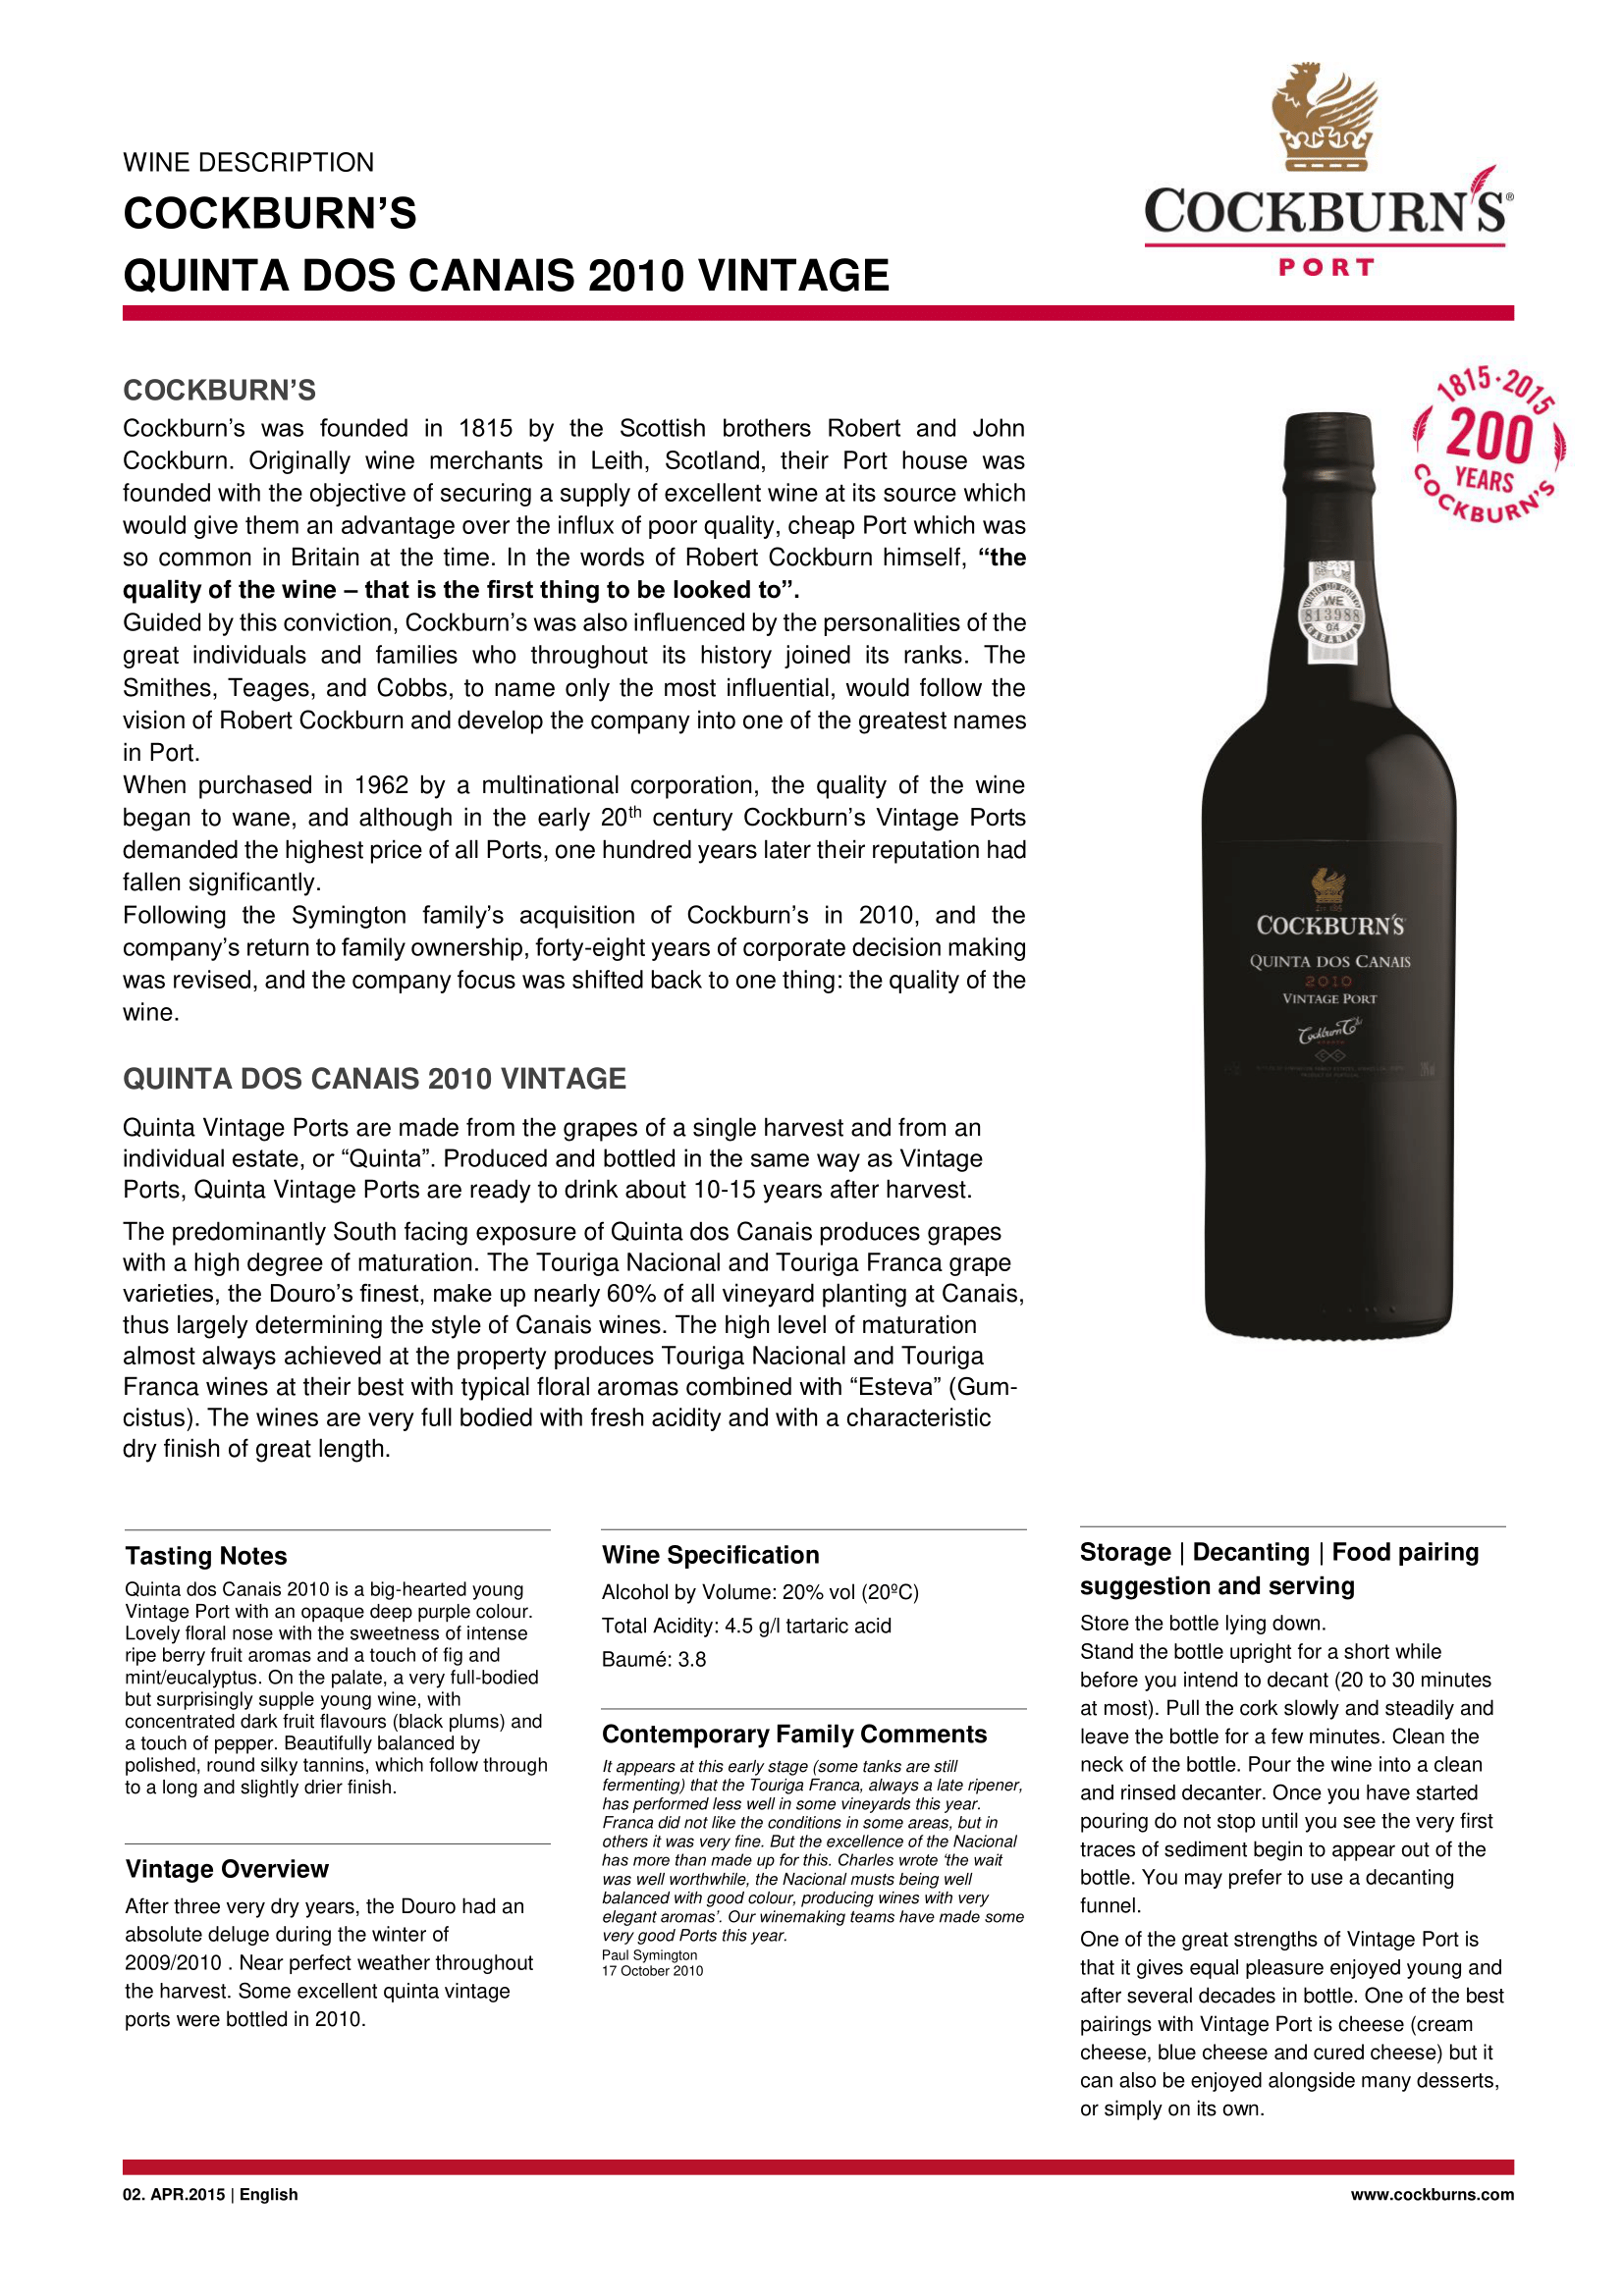 WINE DESCRIPTION
COCKBURN’S
QUINTA DOS CANAIS 2010 VINTAGE
COCKBURN'S®
PORT
COCKBURN’S
Cockburn’s was founded in 1815 by the Scottish brothers Robert and John
Cockburn. Originally wine merchants in Leith, Scotland, their Port house was
founded with the objective of securing a supply of excellent wine at its source which
would give them an advantage over the influx of poor quality, cheap Port which was
so common in Britain at the time. In the words of Robert Cockburn himself, “the
quality of the wine – that is the first thing to be looked to”.
Guided by this conviction, Cockburn’s was also influenced by the personalities of the
great individuals and families who throughout its history joined its ranks. The
Smithes, Teages, and Cobbs, to name only the most influential, would follow the
vision of Robert Cockburn and develop the company into one of the greatest names
in Port.
When purchased in 1962 by a multinational corporation, the quality of the wine
began to wane, and although in the early 20th century Cockburn’s Vintage Ports
demanded the highest price of all Ports, one hundred years later their reputation had
fallen significantly.
Following the Symington family’s acquisition of Cockburn’s in 2010, and the
company’s return to family ownership, forty-eight years of corporate decision making
was revised, and the company focus was shifted back to one thing: the quality of the
wine.
QUINTA DOS CANAIS 2010 VINTAGE
Quinta Vintage Ports are made from the grapes of a single harvest and from an
individual estate, or “Quinta”. Produced and bottled in the same way as Vintage
Ports, Quinta Vintage Ports are ready to drink about 10-15 years after harvest.
The predominantly South facing exposure of Quinta dos Canais produces grapes
with a high degree of maturation. The Touriga Nacional and Touriga Franca grape
varieties, the Douro’s finest, make up nearly 60% of all vineyard planting at Canais,
thus largely determining the style of Canais wines. The high level of maturation
almost always achieved at the property produces Touriga Nacional and Touriga
Franca wines at their best with typical floral aromas combined with “Esteva” (Gum-
cistus). The wines are very full bodied with fresh acidity and with a characteristic
dry finish of great length.
1815·2015
200
YEARS
COCKBURN'S
VINHO DO PORTO
WE
813988
04
GARANTIA
COCKBURN'S
QUINTA DOS CANAIS
2010
VINTAGE PORT
Cockburn Co
Tasting Notes
Quinta dos Canais 2010 is a big-hearted young
Vintage Port with an opaque deep purple colour.
Lovely floral nose with the sweetness of intense
ripe berry fruit aromas and a touch of fig and
mint/eucalyptus. On the palate, a very full-bodied
but surprisingly supple young wine, with
concentrated dark fruit flavours (black plums) and
a touch of pepper. Beautifully balanced by
polished, round silky tannins, which follow through
to a long and slightly drier finish.
Vintage Overview
After three very dry years, the Douro had an
absolute deluge during the winter of
2009/2010 . Near perfect weather throughout
the harvest. Some excellent quinta vintage
ports were bottled in 2010.
Wine Specification
Alcohol by Volume: 20% vol (20ºC)
Total Acidity: 4.5 g/l tartaric acid
Baumé: 3.8
Contemporary Family Comments
It appears at this early stage (some tanks are still
fermenting) that the Touriga Franca, always a late ripener,
has performed less well in some vineyards this year.
Franca did not like the conditions in some areas, but in
others it was very fine. But the excellence of the Nacional
has more than made up for this. Charles wrote ‘the wait
was well worthwhile, the Nacional musts being well
balanced with good colour, producing wines with very
elegant aromas’. Our winemaking teams have made some
very good Ports this year.
Paul Symington
17 October 2010
Storage | Decanting | Food pairing
suggestion and serving
Store the bottle lying down.
Stand the bottle upright for a short while
before you intend to decant (20 to 30 minutes
at most). Pull the cork slowly and steadily and
leave the bottle for a few minutes. Clean the
neck of the bottle. Pour the wine into a clean
and rinsed decanter. Once you have started
pouring do not stop until you see the very first
traces of sediment begin to appear out of the
bottle. You may prefer to use a decanting
funnel.
One of the great strengths of Vintage Port is
that it gives equal pleasure enjoyed young and
after several decades in bottle. One of the best
pairings with Vintage Port is cheese (cream
cheese, blue cheese and cured cheese) but it
can also be enjoyed alongside many desserts,
or simply on its own.
02. APR.2015 | English
www.cockburns.com